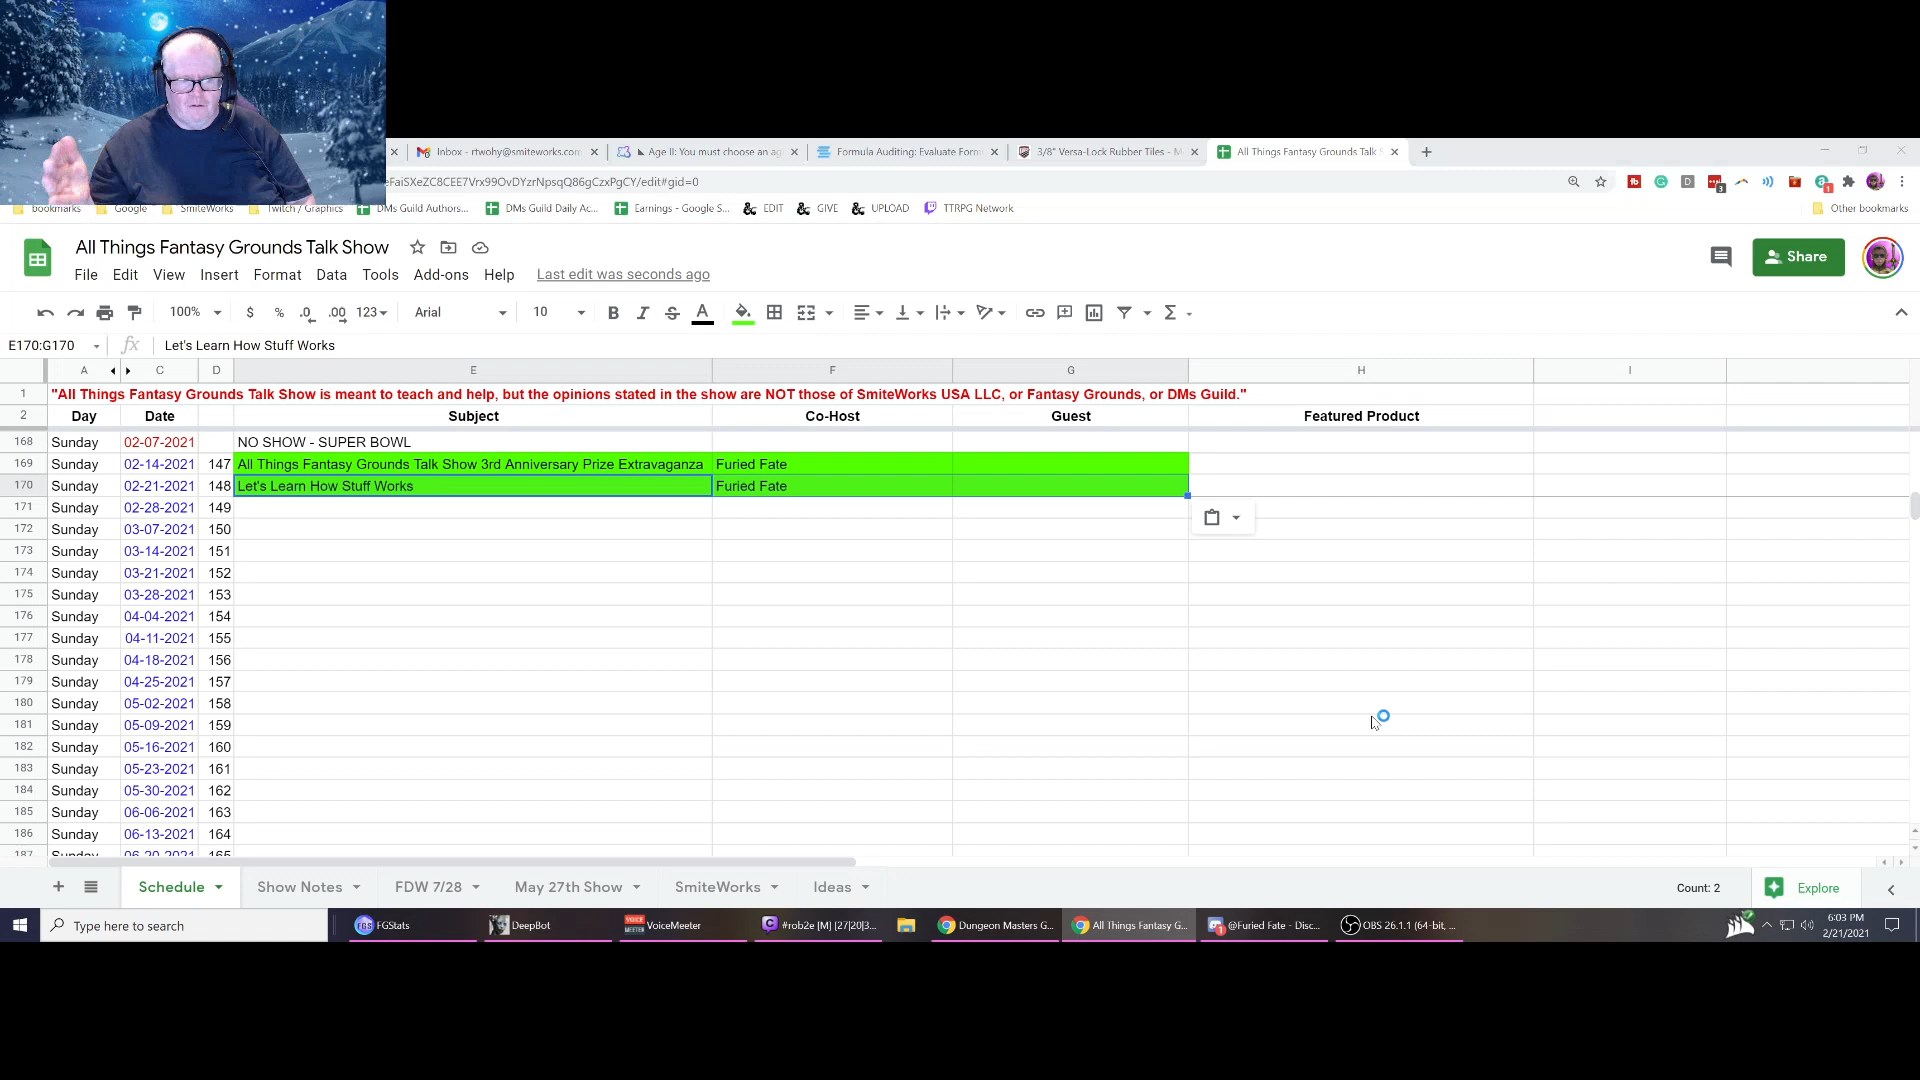 Inbox - rtwohy@smiteworks.com
Age II: You must choose an ag
Formula Auditing: Evaluate Form
3/8" Versa-Lock Rubber Tiles - M
All Things Fantasy Grounds Talk S
eFaiSXeZC8CEE7Vrx99OvDYzrNpsqQ86gCzxPgCY/edit#gid=0
bookmarks Google SmiteWorks Twitch / Graphics DMs Guild Authors... DMs Guild Daily Ac... Earnings - Google S... EDIT GIVE UPLOAD TTRPG Network Other bookmarks
All Things Fantasy Grounds Talk Show
Share
File Edit View Insert Format Data Tools Add-ons Help Last edit was seconds ago
100% $ % .0 .00 123 Arial 10 B I S A
E170:G170 fx Let's Learn How Stuff Works
A C D E F G H I
1 "All Things Fantasy Grounds Talk Show is meant to teach and help, but the opinions stated in the show are NOT those of SmiteWorks USA LLC, or Fantasy Grounds, or DMs Guild."
2 Day Date Subject Co-Host Guest Featured Product
168 Sunday 02-07-2021 NO SHOW - SUPER BOWL
169 Sunday 02-14-2021 147 All Things Fantasy Grounds Talk Show 3rd Anniversary Prize Extravaganza Furied Fate
170 Sunday 02-21-2021 148 Let's Learn How Stuff Works Furied Fate
171 Sunday 02-28-2021 149
172 Sunday 03-07-2021 150
173 Sunday 03-14-2021 151
174 Sunday 03-21-2021 152
175 Sunday 03-28-2021 153
176 Sunday 04-04-2021 154
177 Sunday 04-11-2021 155
178 Sunday 04-18-2021 156
179 Sunday 04-25-2021 157
180 Sunday 05-02-2021 158
181 Sunday 05-09-2021 159
182 Sunday 05-16-2021 160
183 Sunday 05-23-2021 161
184 Sunday 05-30-2021 162
185 Sunday 06-06-2021 163
186 Sunday 06-13-2021 164
187 Sunday 06-20-2021 165
Schedule Show Notes FDW 7/28 May 27th Show SmiteWorks Ideas Count: 2 Explore
Type here to search FGStats DeepBot VoiceMeeter #rob2e [M] [27|20|3... Dungeon Masters G... All Things Fantasy G... @Furied Fate - Disc... OBS 26.1.1 (64-bit, ...
6:03 PM
2/21/2021